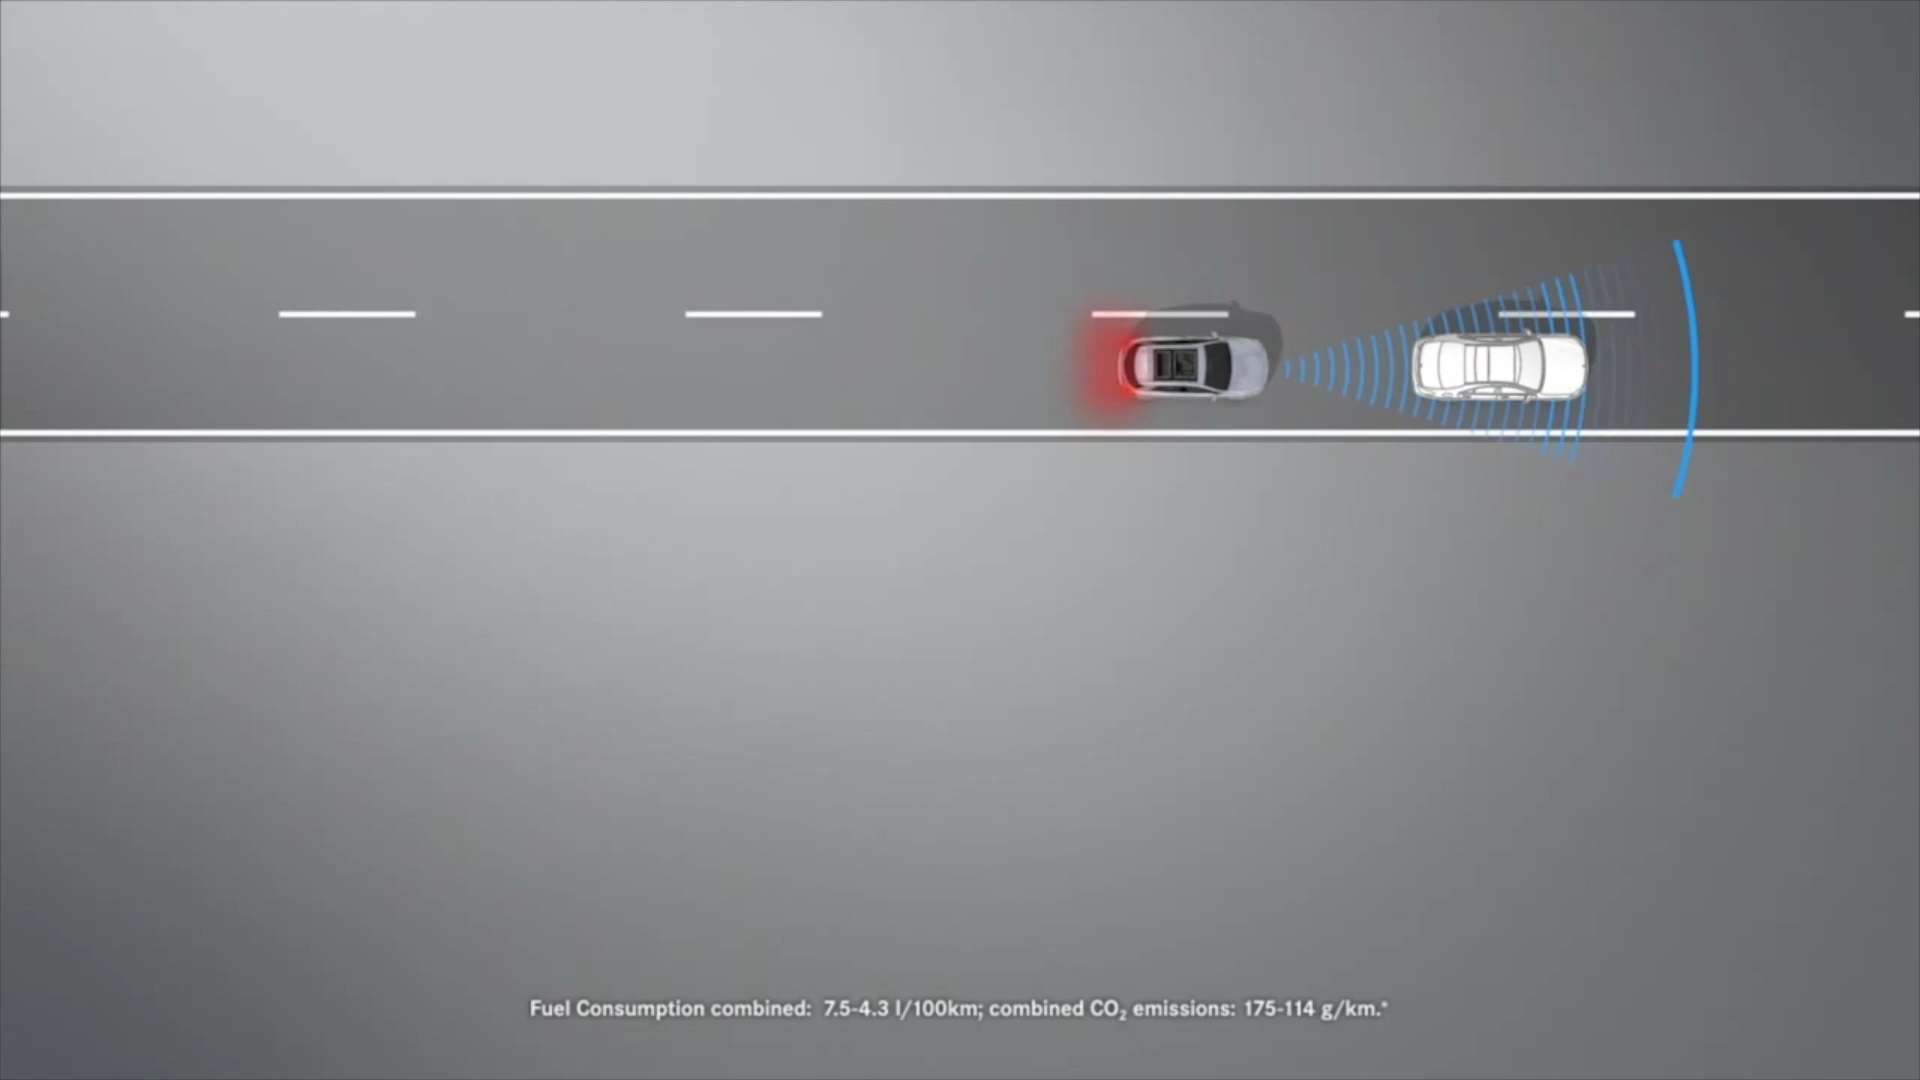 Fuel Consumption combined: 7.5-4.3 l/100km; combined CO₂ emissions: 175-114 g/km.*